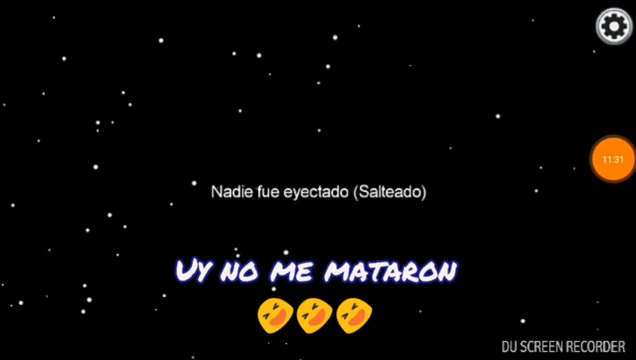 11:31
Nadie fue eyectado (Salteado)
Uy no me mataron
DU SCREEN RECORDER